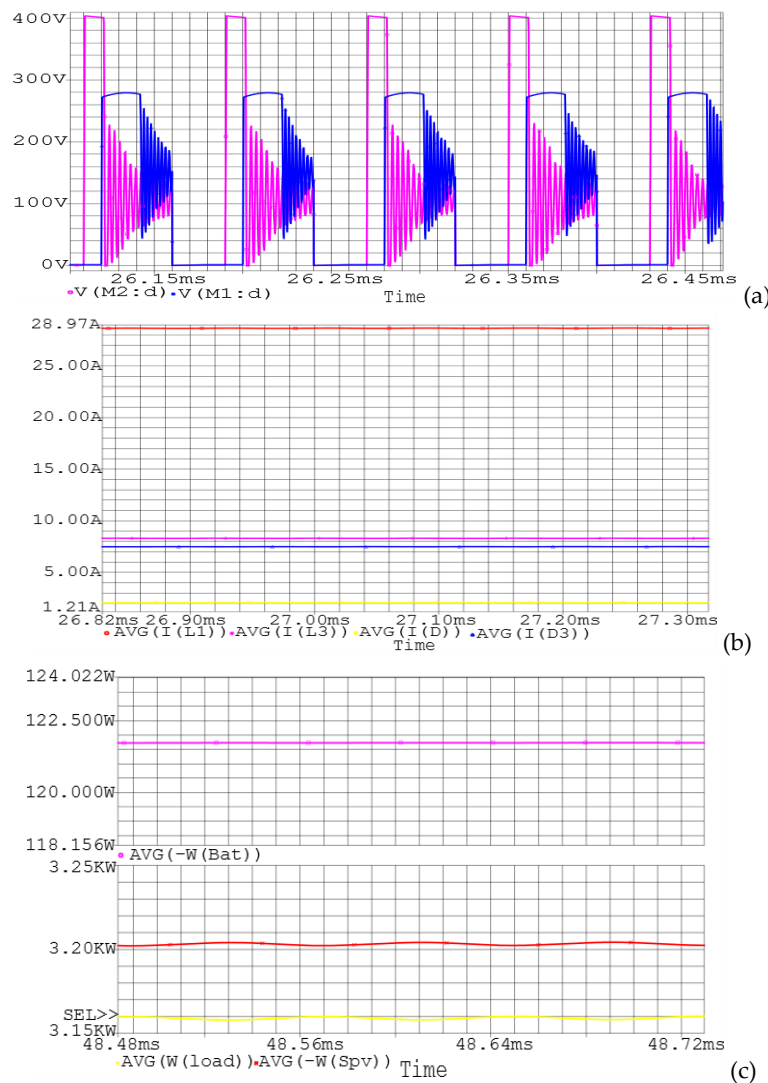 400V
300V
200V
100V
0V
26.15ms 26.25ms 26.35ms 26.45ms
V(M2:d) V(M1:d) Time
(a)
28.97A
25.00A
20.00A
15.00A
10.00A
5.00A
1.21A
26.82ms 26.90ms 27.00ms 27.10ms 27.20ms 27.30ms
AVG(I(L1)) AVG(I(L3)) AVG(I(D)) AVG(I(D3))
Time
(b)
124.022W
122.500W
120.000W
118.156W
AVG(-W(Bat))
3.25KW
3.20KW
SEL>>
3.15KW
48.48ms 48.56ms 48.64ms 48.72ms
AVG(W(load)) AVG(-W(Spv)) Time
(c)